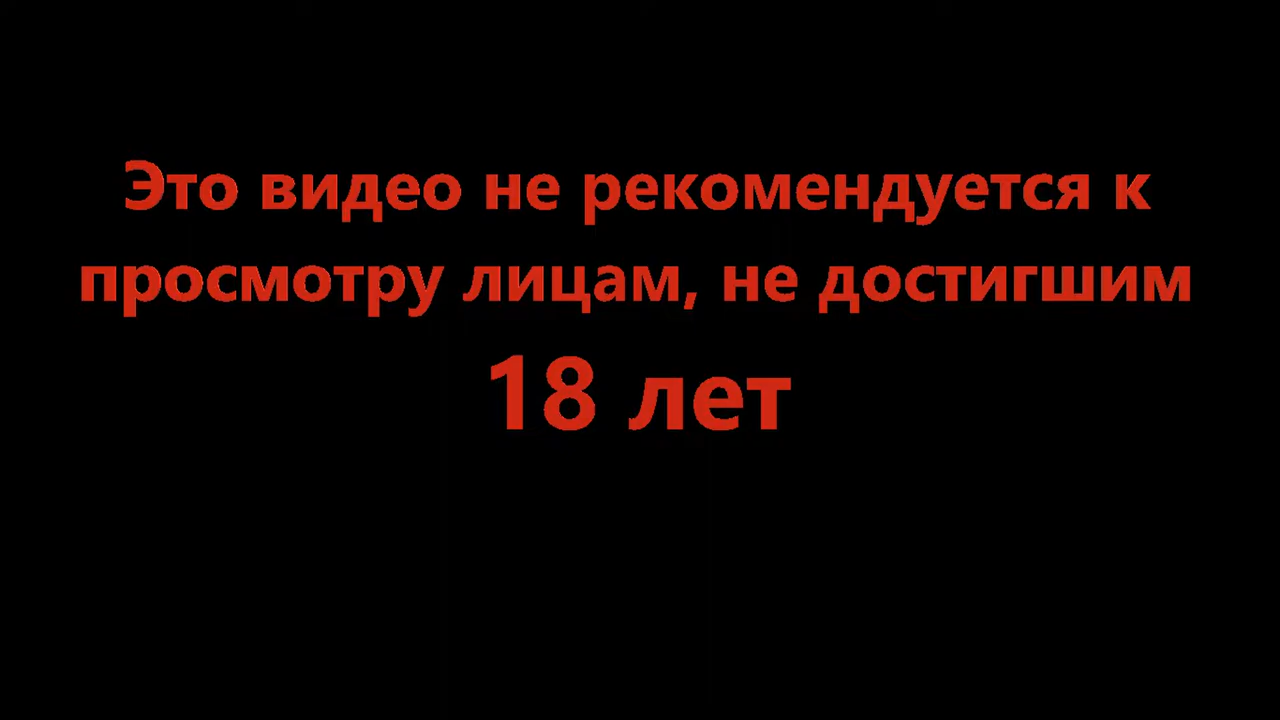 Это видео не рекомендуется к
просмотру лицам, не достигшим
18 лет